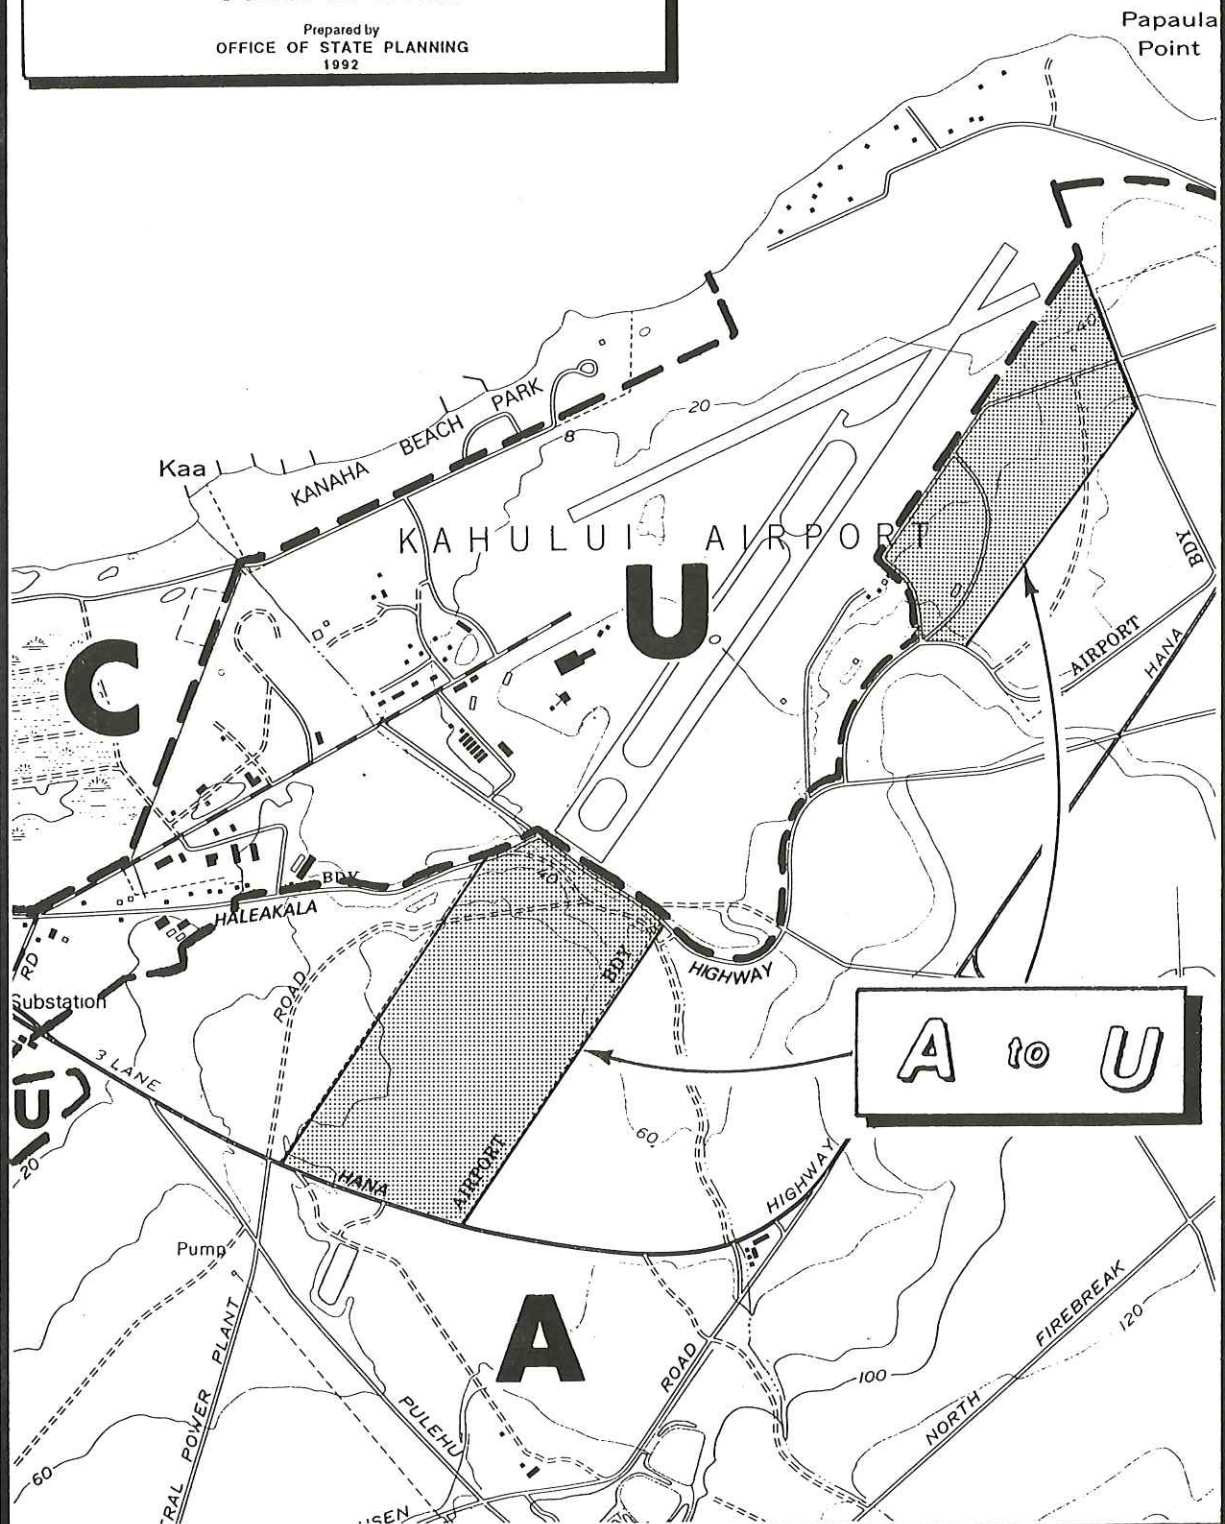 Prepared by
OFFICE OF STATE PLANNING
1992
Papaula
Point
40
20
8
KANAHA BEACH PARK
Kaa
KAHULUI AIRPORT
U
C
BDY
AIRPORT
HANA
BDY
HALEAKALA
40
RD
Substation
ROAD
BDY
HIGHWAY
3 LANE
U
20
A to U
60
HANA
AIRPORT
HIGHWAY
Pump
A
PLANT
POWER
RAL
60
PULEHU
ROAD
100
FIREBREAK
120
NORTH
USEN